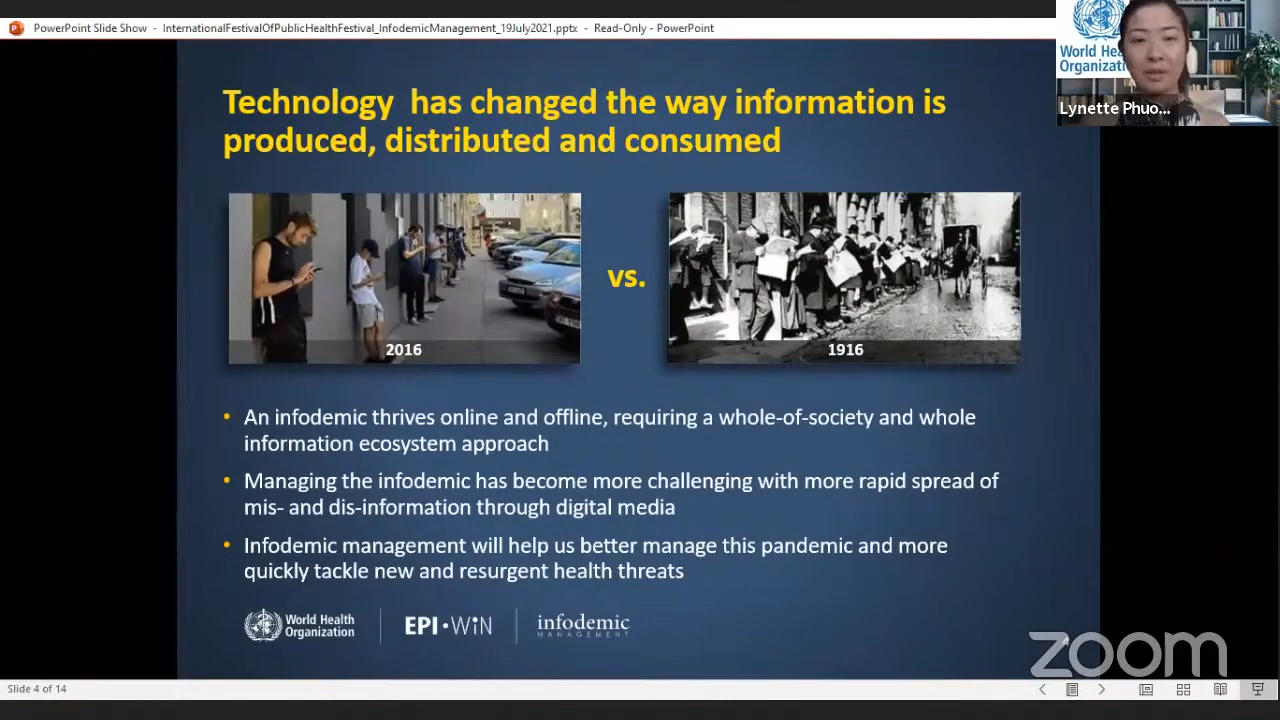 PowerPoint Slide Show - InternationalFestivalOfPublicHealthFestival_InfodemicManagement_19July2021.pptx - Read-Only - PowerPoint
World Hea
Organizati
Lynette Phuo...
Technology has changed the way information is
produced, distributed and consumed
2016
vs.
1916
• An infodemic thrives online and offline, requiring a whole-of-society and whole
information ecosystem approach
• Managing the infodemic has become more challenging with more rapid spread of
mis- and dis-information through digital media
• Infodemic management will help us better manage this pandemic and more
quickly tackle new and resurgent health threats
World Health
Organization
EPI•WiN
infodemic
MANAGEMENT
zoom
Slide 4 of 14